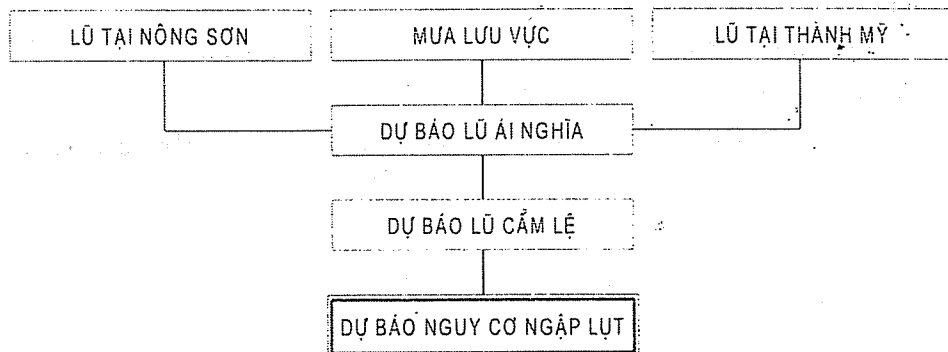 LŨ TẠI NÔNG SƠN
MƯA LƯU VỰC
LŨ TẠI THÀNH MỸ
DỰ BÁO LŨ ÁI NGHĨA
DỰ BÁO LŨ CẨM LỆ
DỰ BÁO NGUY CƠ NGẬP LỤT